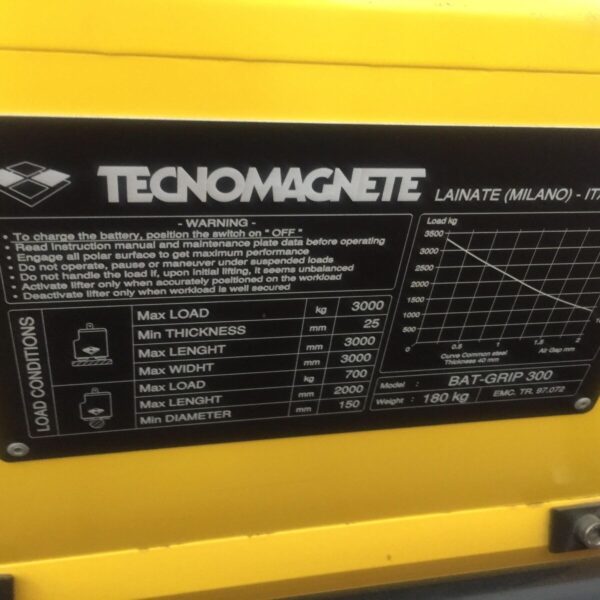 TECNOMAGNETE LAINATE (MILANO) - ITA
- WARNING -
• To charge the battery, position the switch on "OFF"
• Read instruction manual and maintenance plate data before operating
• Engage all polar surface to get maximum performance
• Do not operate, pause or maneuver under suspended loads
• Do not handle the load if, upon initial lifting, it seems unbalanced
• Activate lifter only when accurately positioned on the workload
• Deactivate lifter only when workload is well secured
LOAD CONDITIONS
Max LOAD kg 3000
Min THICKNESS mm 25
Max LENGHT mm 3000
Max WIDHT mm 3000
Max LOAD kg 700
Max LENGHT mm 2000
Min DIAMETER mm 150
Load kg
3500
3000
2500
2000
1500
1000
500
0
0.5 1 1.5 2
Curve Common steel Air Gap mm
Thickness 40 mm
Model : BAT-GRIP 300
Weight : 180 kg EMC. TR. 97.072